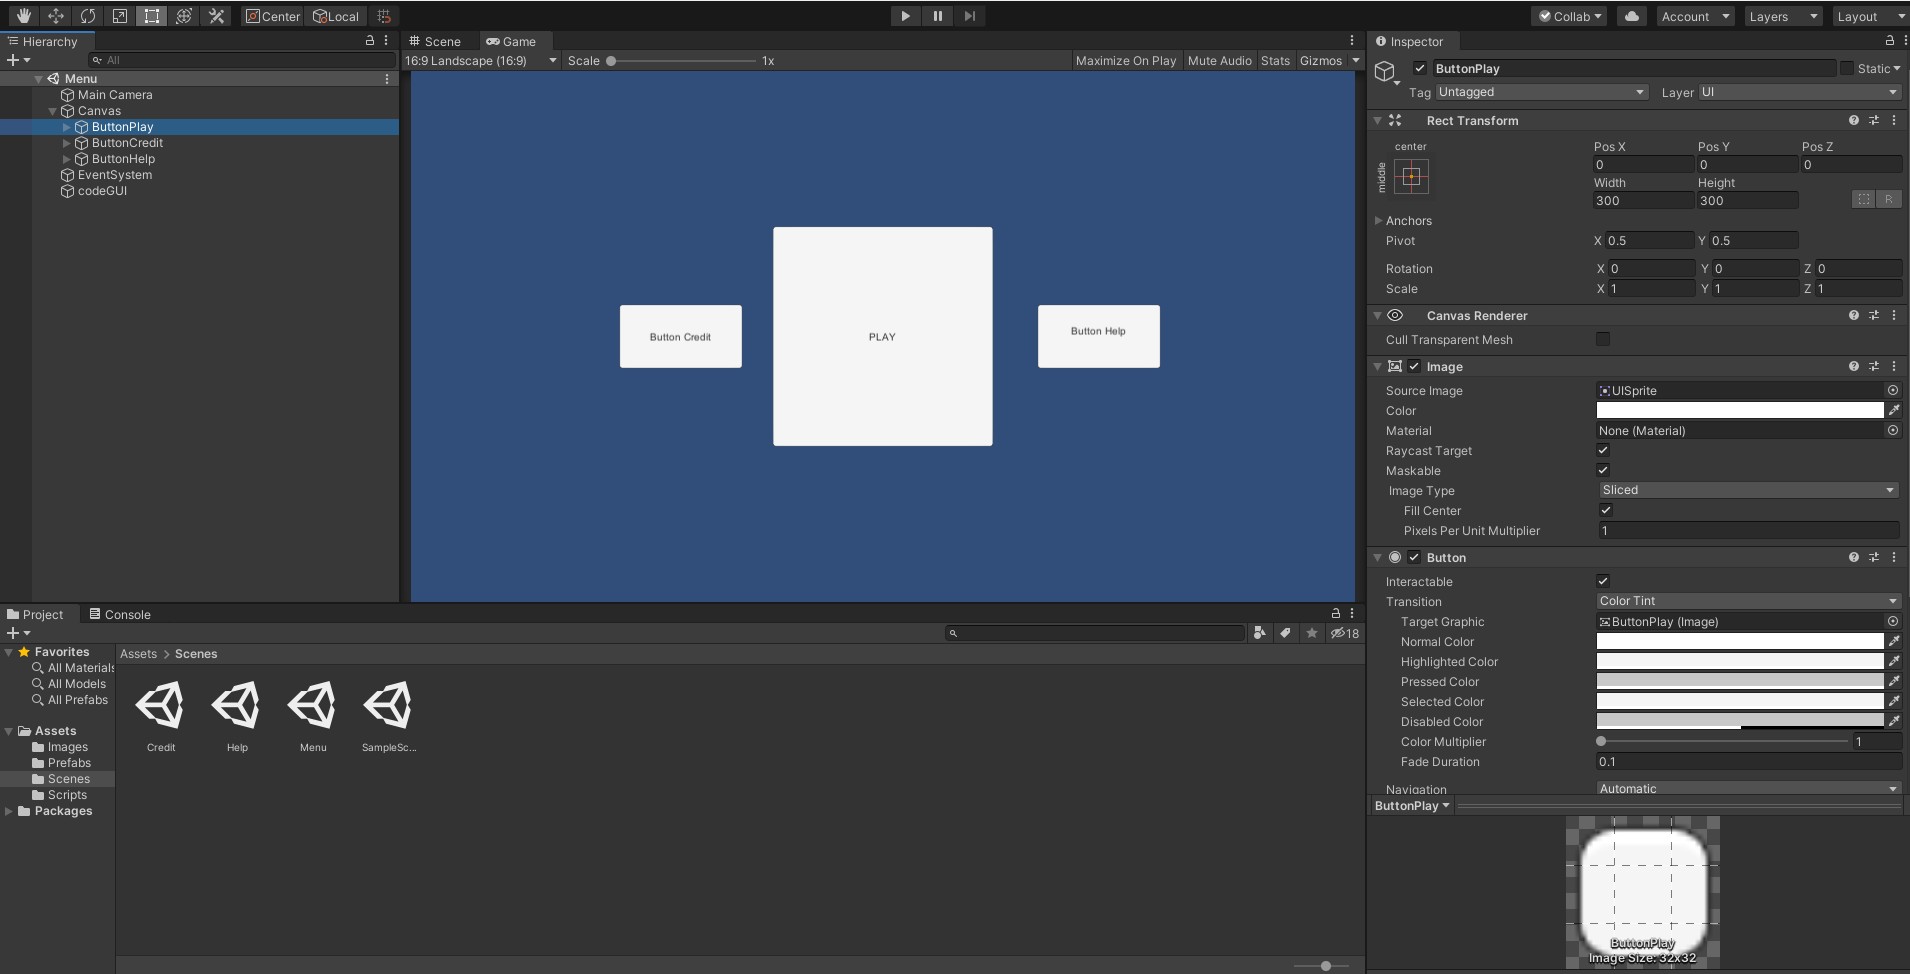 Center
Local
Collab
Account
Layers
Layout
Hierarchy
All
Menu
Main Camera
Canvas
ButtonPlay
ButtonCredit
ButtonHelp
EventSystem
codeGUI
Scene
Game
16:9 Landscape (16:9)
Scale
1x
Maximize On Play
Mute Audio
Stats
Gizmos
Button Credit
PLAY
Button Help
Inspector
ButtonPlay
Static
Tag
Untagged
Layer
UI
Rect Transform
center
middle
Pos X
Pos Y
Pos Z
0
0
0
Width
Height
300
300
R
Anchors
Pivot
X 0.5
Y 0.5
Rotation
X 0
Y 0
Z 0
Scale
X 1
Y 1
Z 1
Canvas Renderer
Cull Transparent Mesh
Image
Source Image
UISprite
Color
Material
None (Material)
Raycast Target
Maskable
Image Type
Sliced
Fill Center
Pixels Per Unit Multiplier
1
Button
Interactable
Transition
Color Tint
Target Graphic
ButtonPlay (Image)
Normal Color
Highlighted Color
Pressed Color
Selected Color
Disabled Color
Color Multiplier
1
Fade Duration
0.1
Navigation
Automatic
ButtonPlay
ButtonPlay
Image Size: 32x32
Project
Console
18
Favorites
All Materials
All Models
All Prefabs
Assets
Images
Prefabs
Scenes
Scripts
Packages
Assets > Scenes
Credit
Help
Menu
SampleSc...